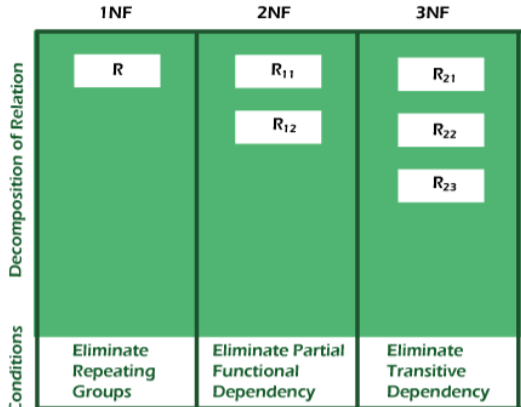 1NF 2NF 3NF
Decomposition of Relation
R R₁₁ R₂₁
R₁₂ R₂₂
R₂₃
Conditions
Eliminate Repeating Groups
Eliminate Partial Functional Dependency
Eliminate Transitive Dependency